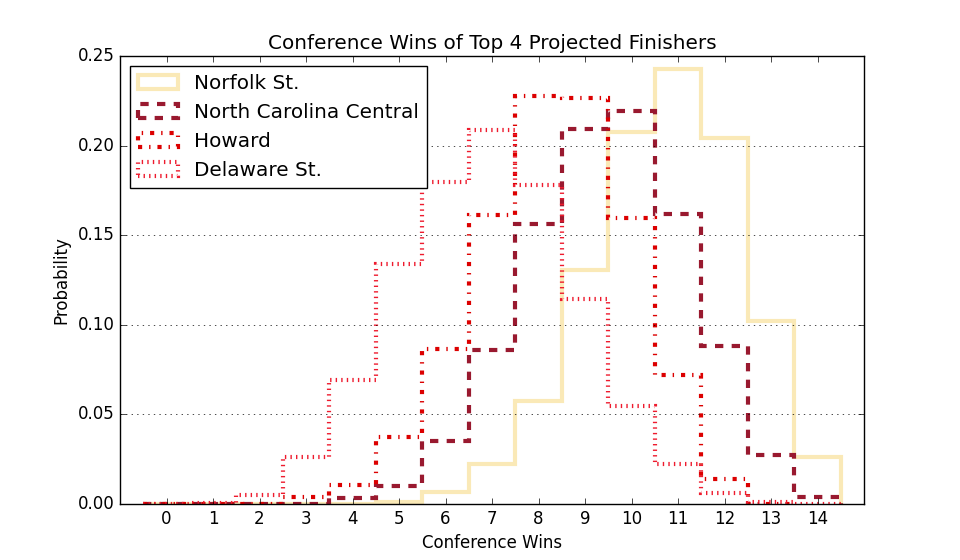 Conference Wins of Top 4 Projected Finishers
0.25
0.20
0.15
0.10
0.05
0.00
Probability
Norfolk St.
North Carolina Central
Howard
Delaware St.
0 1 2 3 4 5 6 7 8 9 10 11 12 13 14
Conference Wins